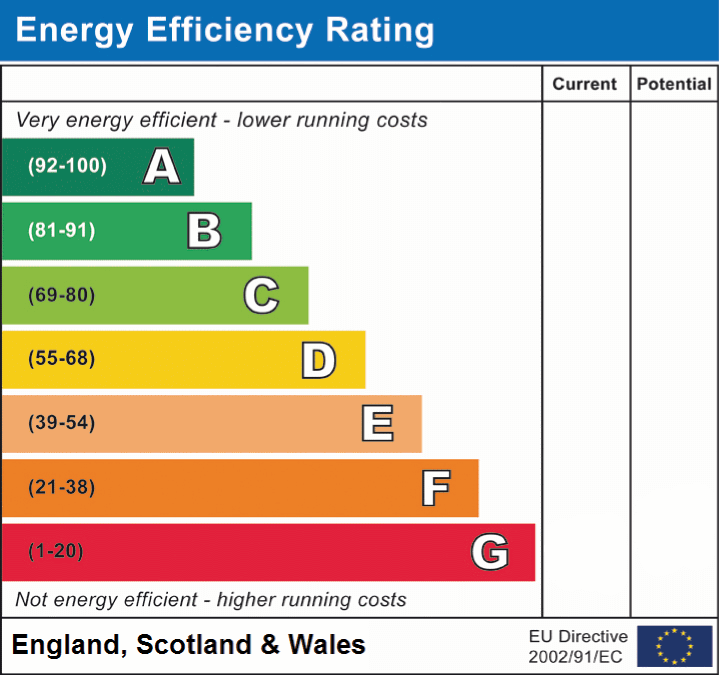 Energy Efficiency Rating
Current Potential
Very energy efficient - lower running costs
(92-100) A
(81-91) B
(69-80) C
(55-68) D
(39-54) E
(21-38) F
(1-20) G
Not energy efficient - higher running costs
England, Scotland & Wales
EU Directive
2002/91/EC